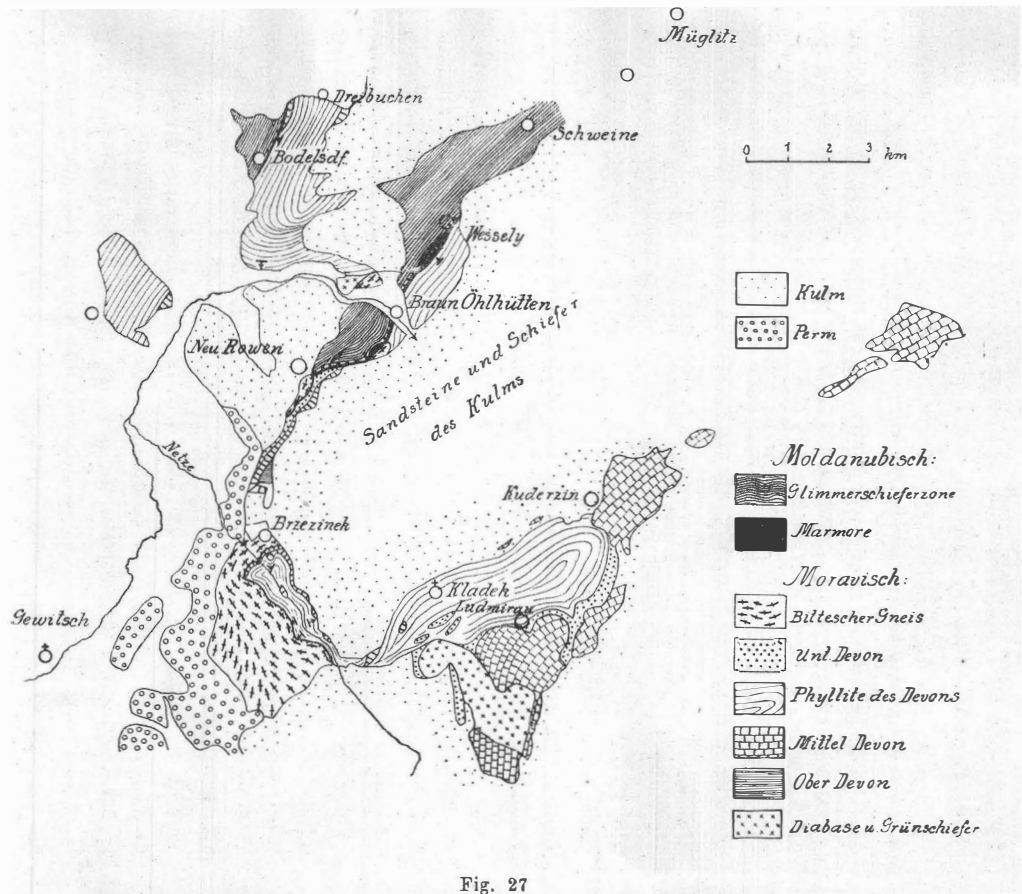 Müglitz
Dreibuchen
Schweine
0 1 2 3 km
Bodelsdf.
Wessely
Braun Öhlhütten
Kulm
Perm
Neu Rowen
Sandsteine und Schiefer
des Kulms
Netze
Moldanubisch:
Glimmerschieferzone
Kuderzin
Marmore
Brzezinek
Moravisch:
Kladek
Ludmirau
Bittescher Gneis
Gewitsch
Unt Devon
Phyllite des Devons
Mittel Devon
Ober Devon
Diabase u. Grünschiefer
Fig. 27